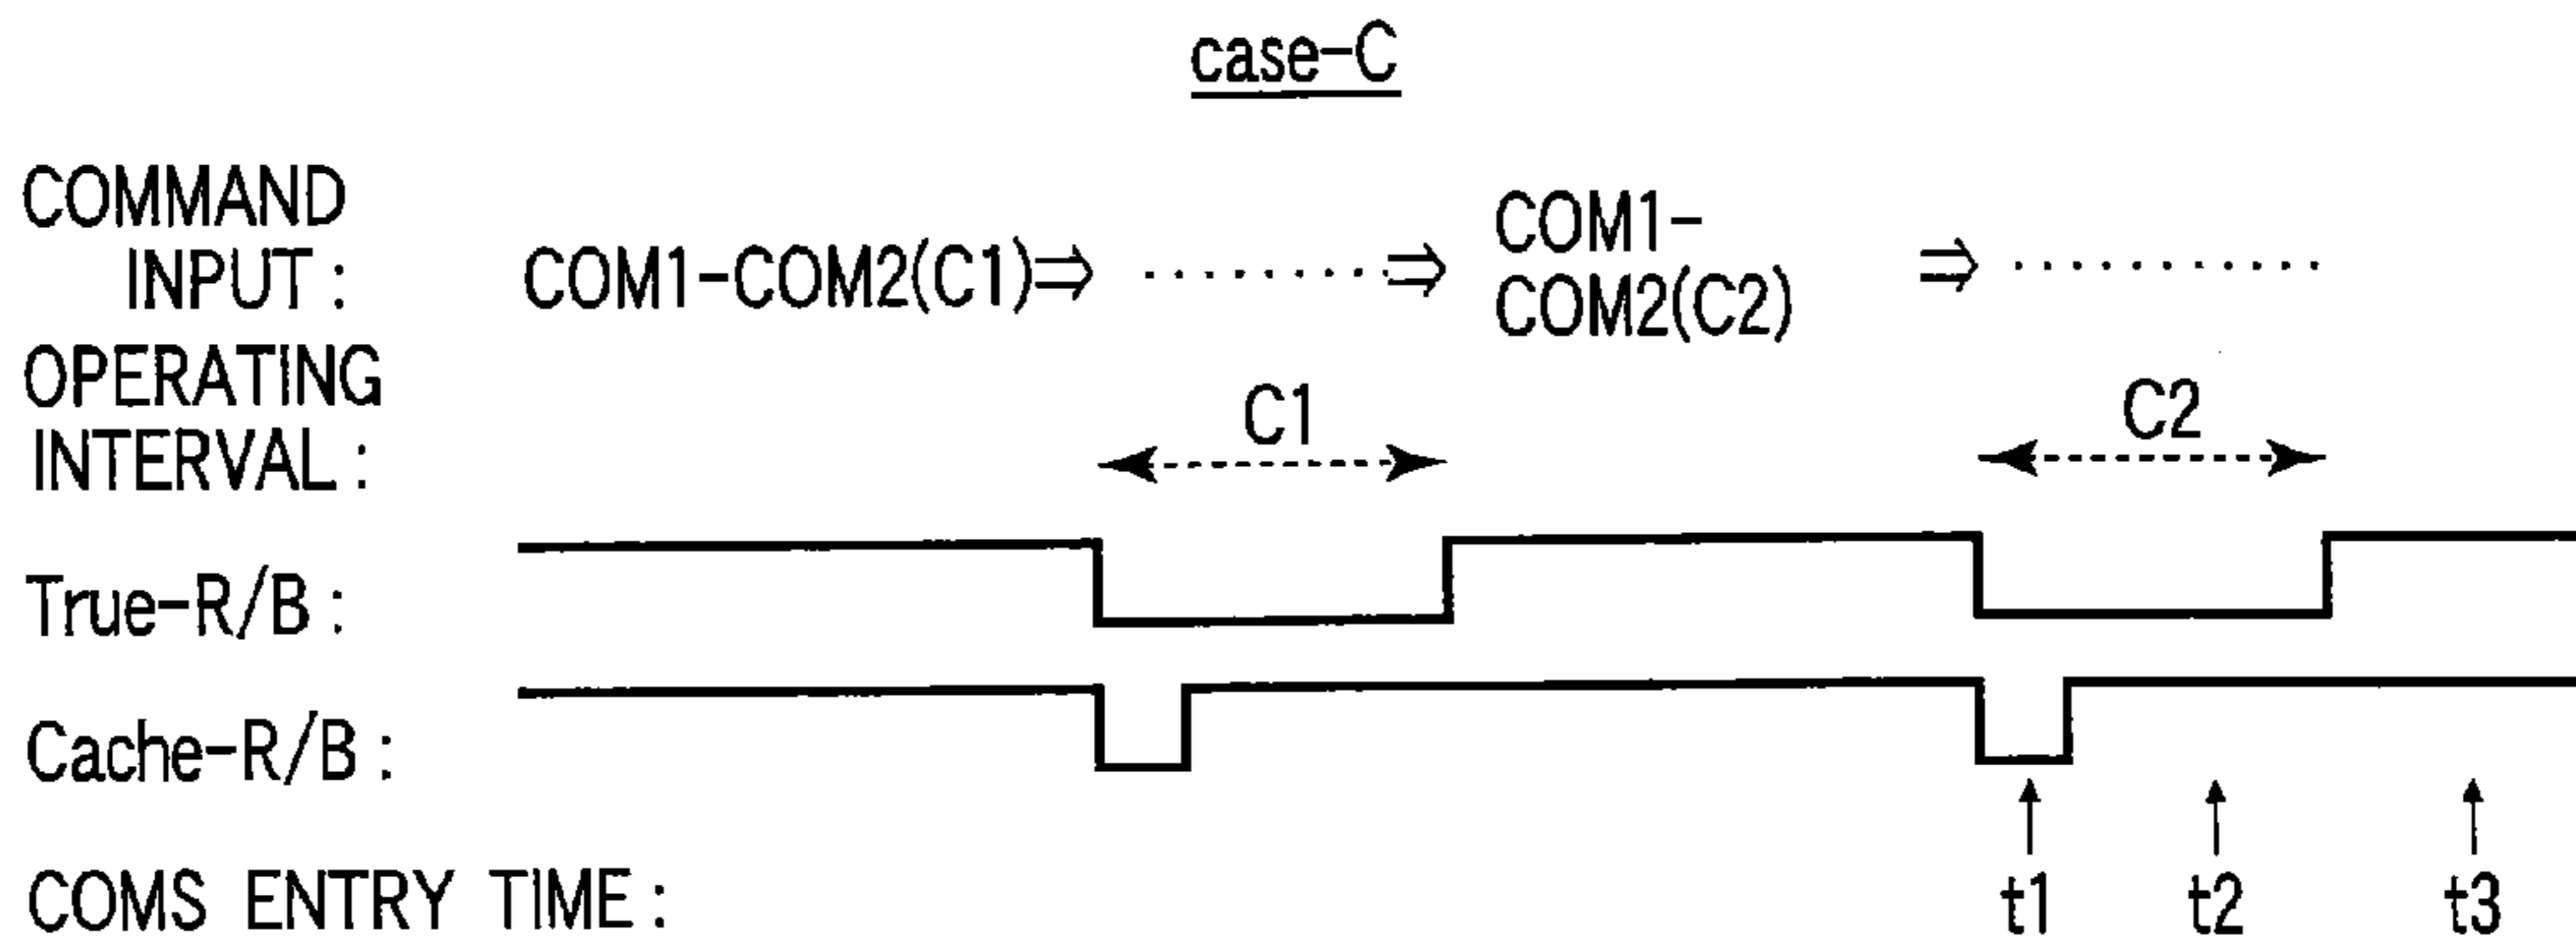 case-C
COMMAND
INPUT :
COM1-COM2(C1)⇒ ·········⇒ COM1-
COM2(C2) ⇒ ···········
OPERATING
INTERVAL :
C1
C2
True-R/B :
Cache-R/B :
COMS ENTRY TIME :
t1
t2
t3